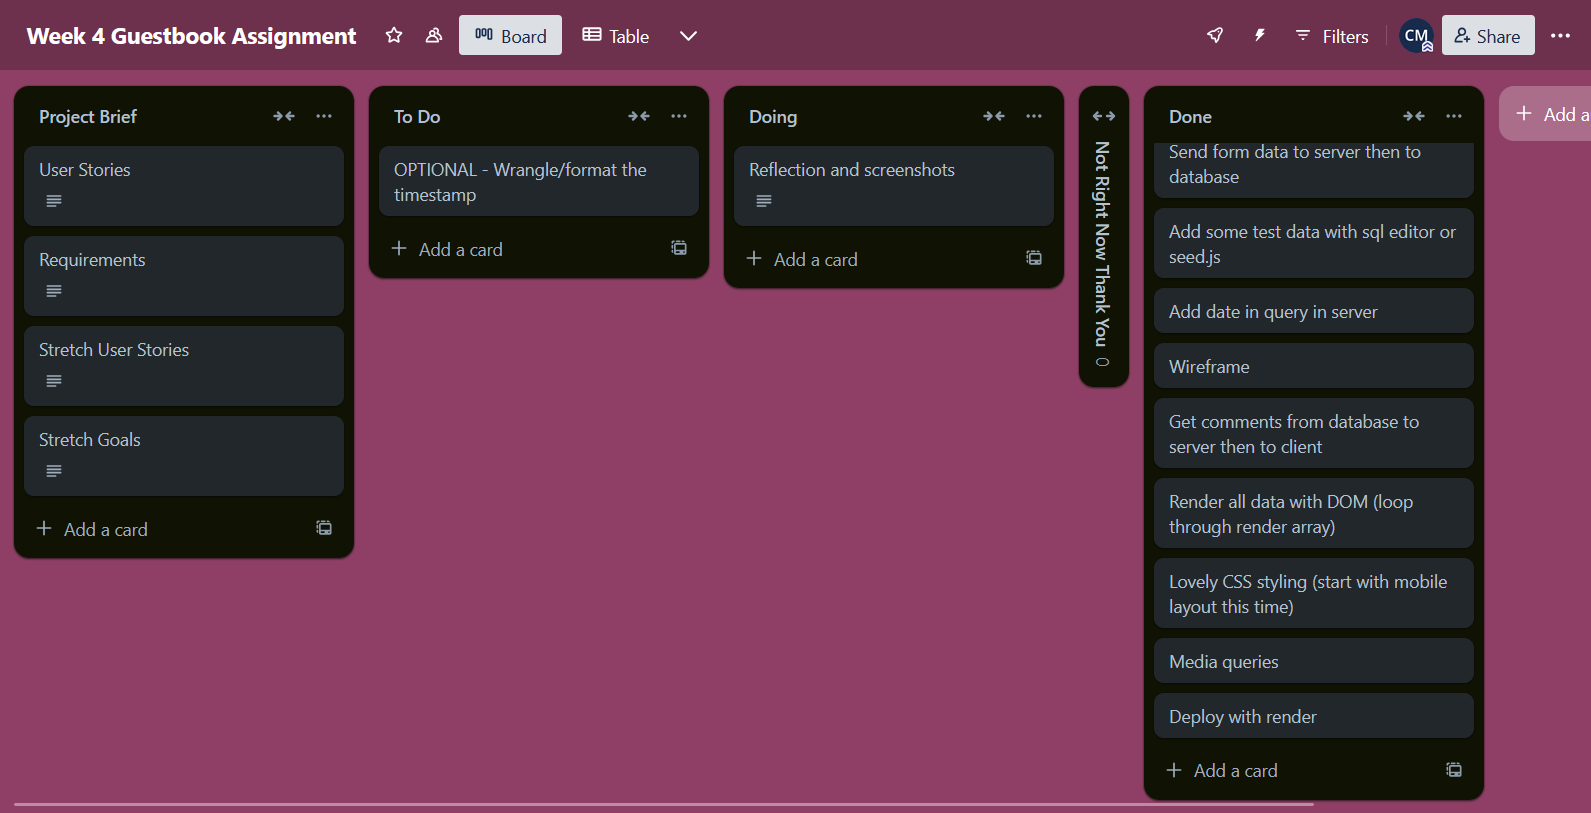 Week 4 Guestbook Assignment
Board
Table
Filters
CM
Share
Project Brief
User Stories
Requirements
Stretch User Stories
Stretch Goals
Add a card
To Do
OPTIONAL - Wrangle/format the
timestamp
Add a card
Doing
Reflection and screenshots
Add a card
Not Right Now Thank You 0
Done
Send form data to server then to
database
Add some test data with sql editor or
seed.js
Add date in query in server
Wireframe
Get comments from database to
server then to client
Render all data with DOM (loop
through render array)
Lovely CSS styling (start with mobile
layout this time)
Media queries
Deploy with render
Add a card
Add a